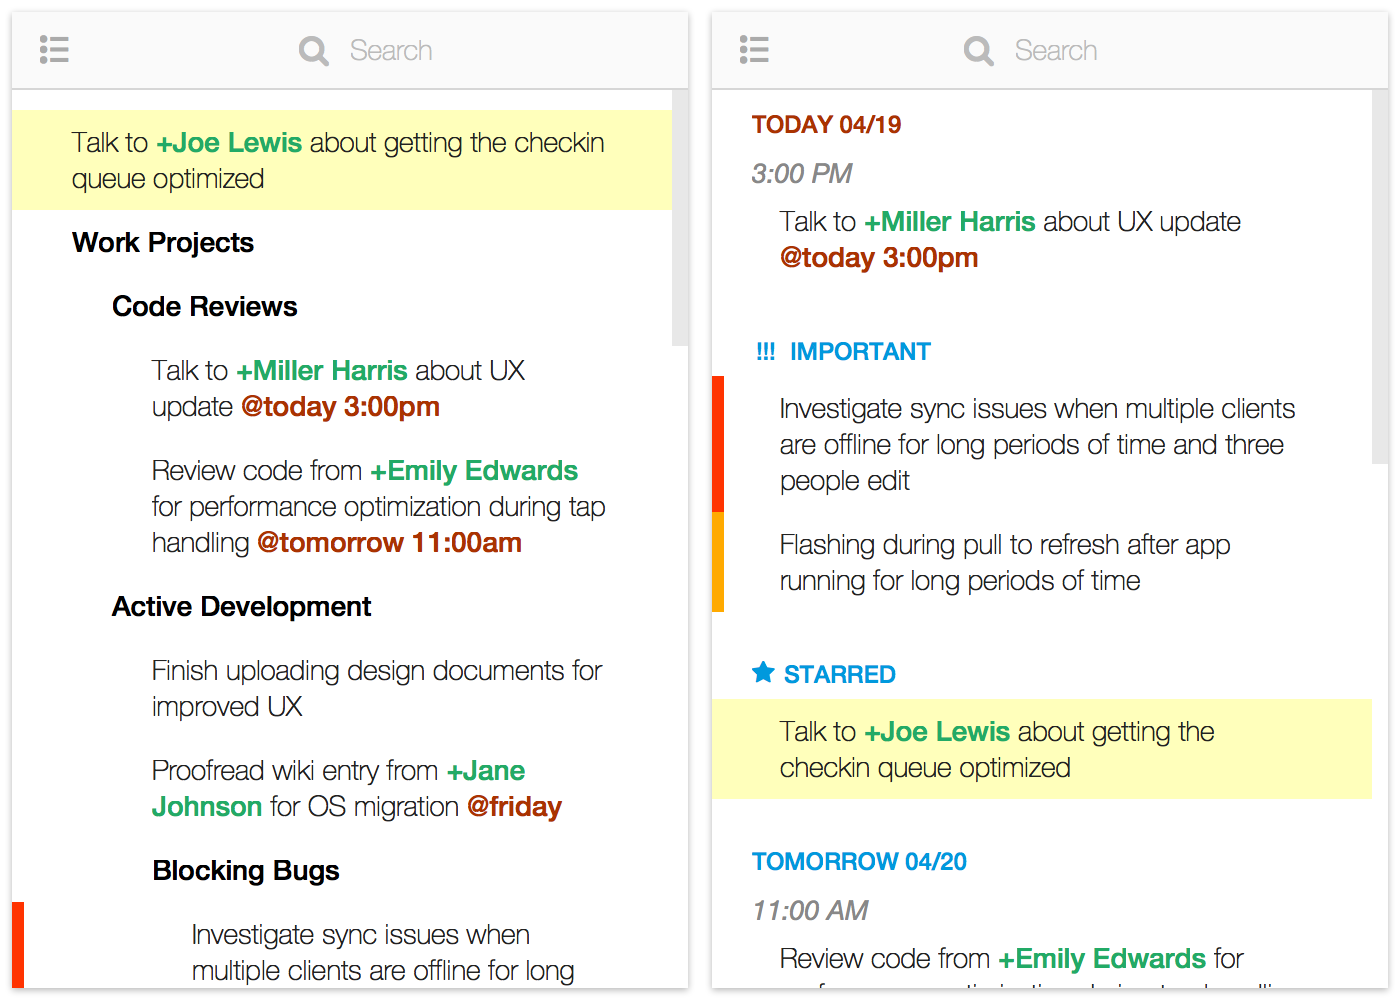 Search
Talk to +Joe Lewis about getting the checkin
queue optimized
Work Projects
Code Reviews
Talk to +Miller Harris about UX
update @today 3:00pm
Review code from +Emily Edwards
for performance optimization during tap
handling @tomorrow 11:00am
Active Development
Finish uploading design documents for
improved UX
Proofread wiki entry from +Jane
Johnson for OS migration @friday
Blocking Bugs
Investigate sync issues when
multiple clients are offline for long
Search
TODAY 04/19
3:00 PM
Talk to +Miller Harris about UX update
@today 3:00pm
!!! IMPORTANT
Investigate sync issues when multiple clients
are offline for long periods of time and three
people edit
Flashing during pull to refresh after app
running for long periods of time
STARRED
Talk to +Joe Lewis about getting the
checkin queue optimized
TOMORROW 04/20
11:00 AM
Review code from +Emily Edwards for